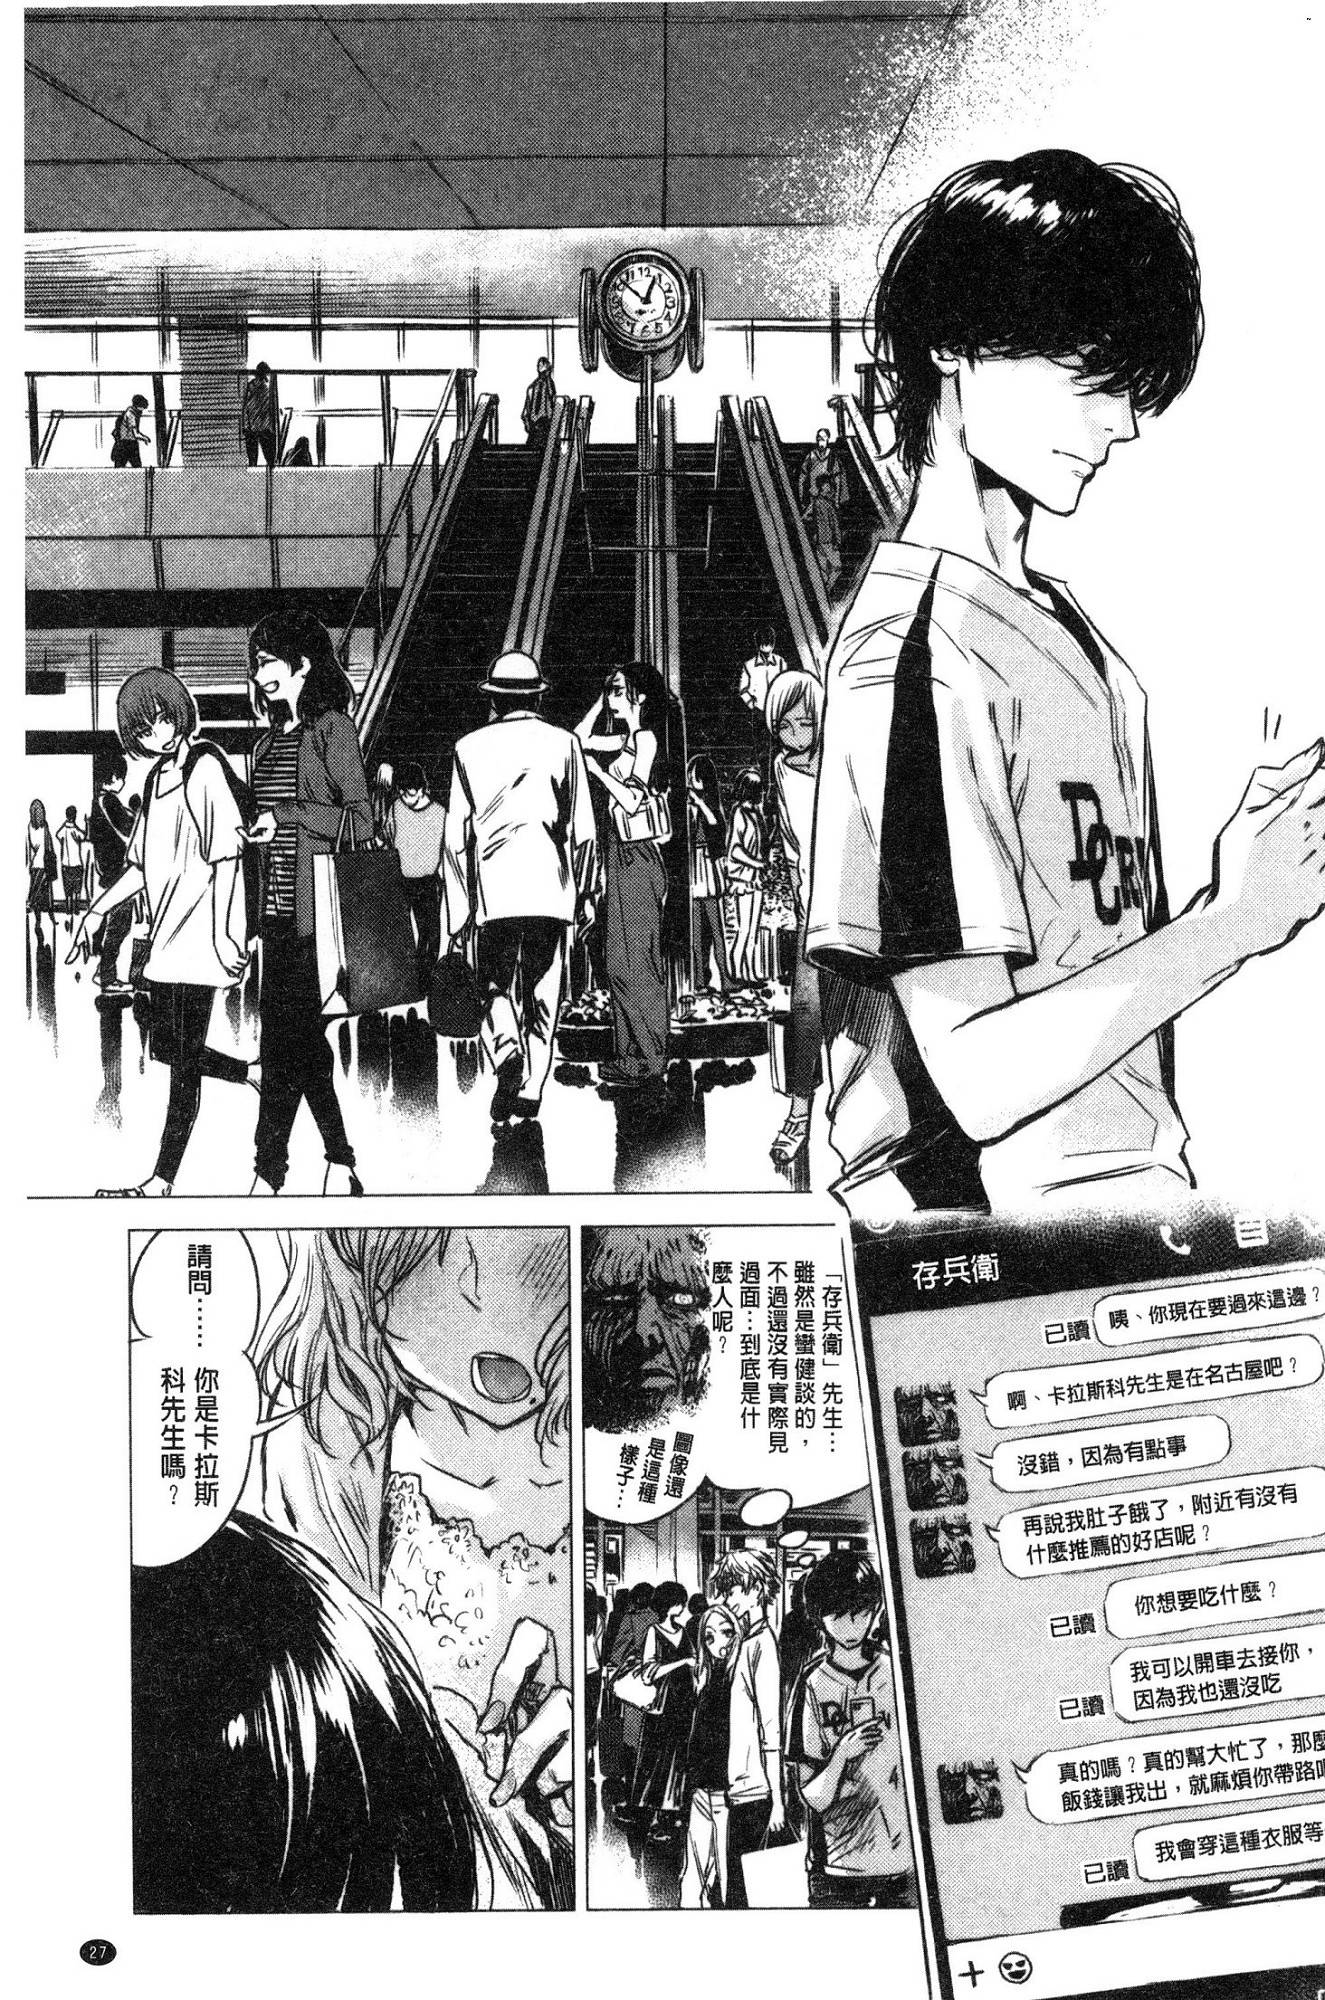 12
DCR
存兵衛
咦、你現在要過來這邊？
已讀
啊、卡拉斯科先生是在名古屋吧？
沒錯，因為有點事
再說我肚子餓了，附近有沒有
什麼推薦的好店呢？
你想要吃什麼？
已讀
我可以開車去接你，
因為我也還沒吃
已讀
真的嗎？真的幫大忙了，那麼
飯錢讓我出，就麻煩你帶路
我會穿這種衣服等
已讀
「存兵衛」先生…
雖然是蠻健談的，
不過還沒有實際見
過面…到底是什
麼人呢？
圖像還
是這種
樣子…
請問……
你是卡拉斯
科先生嗎？
27